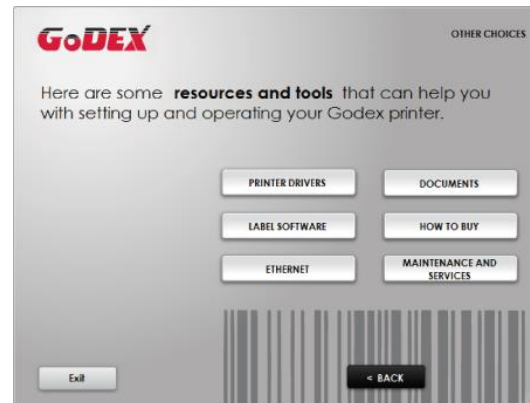 GoDEX
OTHER CHOICES
Here are some resources and tools that can help you
with setting up and operating your Godex printer.
PRINTER DRIVERS
DOCUMENTS
LABEL SOFTWARE
HOW TO BUY
ETHERNET
MAINTENANCE AND
SERVICES
Exit
< BACK